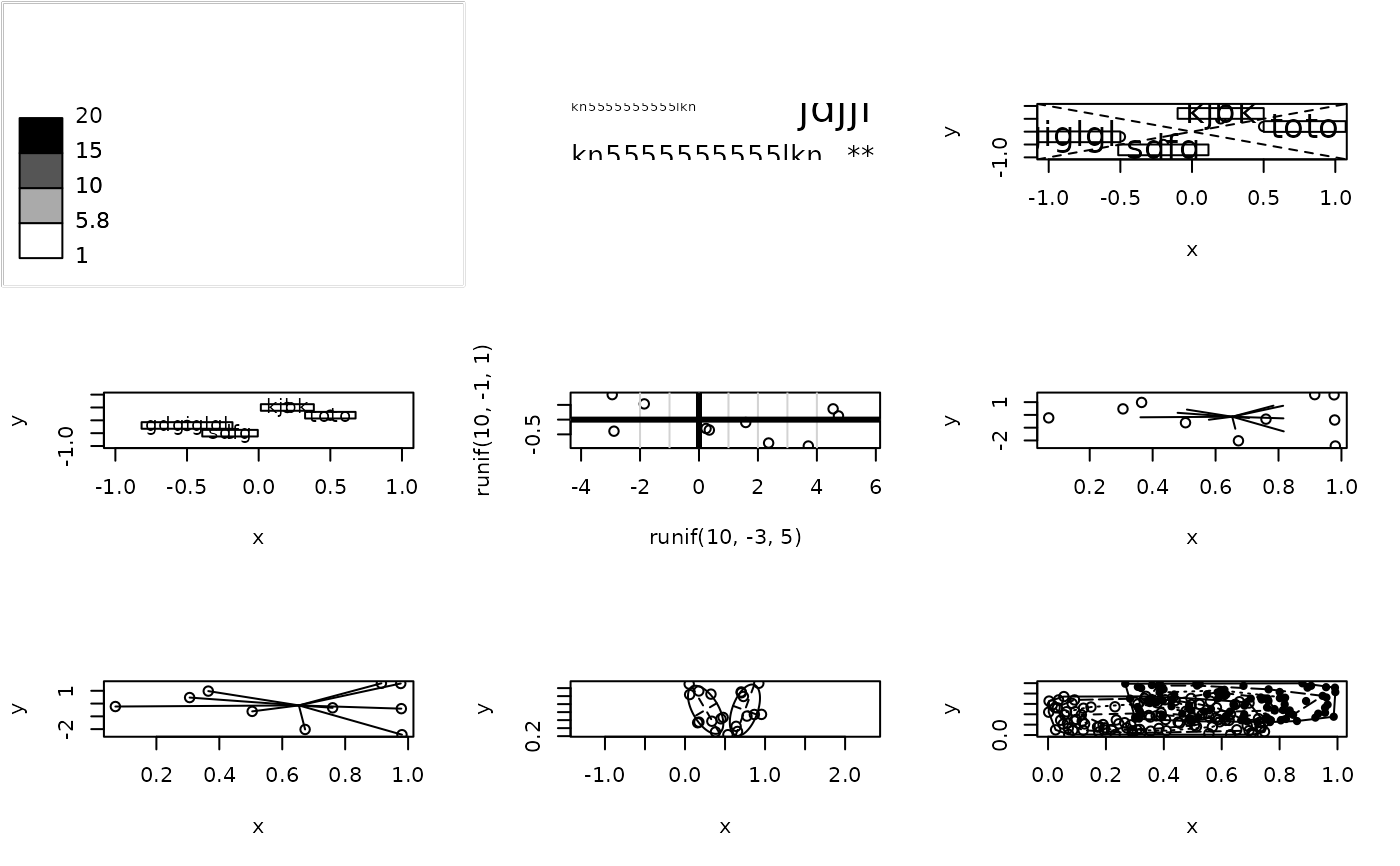 20
15
10
5.8
1
kn5555555555lkn
jdjjl
kn5555555555lkn **
y
-1.0
kjbk
toto
salfg
-1.0 -0.5 0.0 0.5 1.0
x
y
-1.0
kjbk
toto
salfg
-1.0 -0.5 0.0 0.5 1.0
x
runif(10, -1, 1)
-0.5
-4 -2 0 2 4 6
runif(10, -3, 5)
y
1
-2
0.2 0.4 0.6 0.8 1.0
x
y
1
-2
0.2 0.4 0.6 0.8 1.0
x
y
0.2
-1.0 0.0 1.0 2.0
x
y
0.0
0.0 0.2 0.4 0.6 0.8 1.0
x